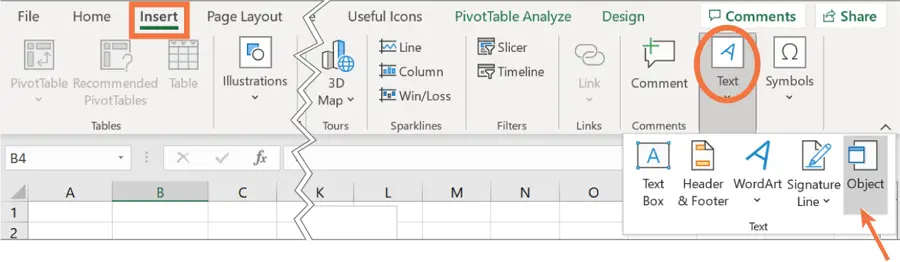 File Home Insert Page Layout Useful Icons PivotTable Analyze Design Comments Share
PivotTable
Recommended
PivotTables
Table
Tables
Illustrations
3D
Map
Tours
Line
Column
Win/Loss
Sparklines
Slicer
Timeline
Filters
Link
Links
Comment
Comments
Text
Symbols
B4 fx
A B C K L M N O
1
2
Text
Box
Header
& Footer
WordArt
Signature
Line
Object
Text